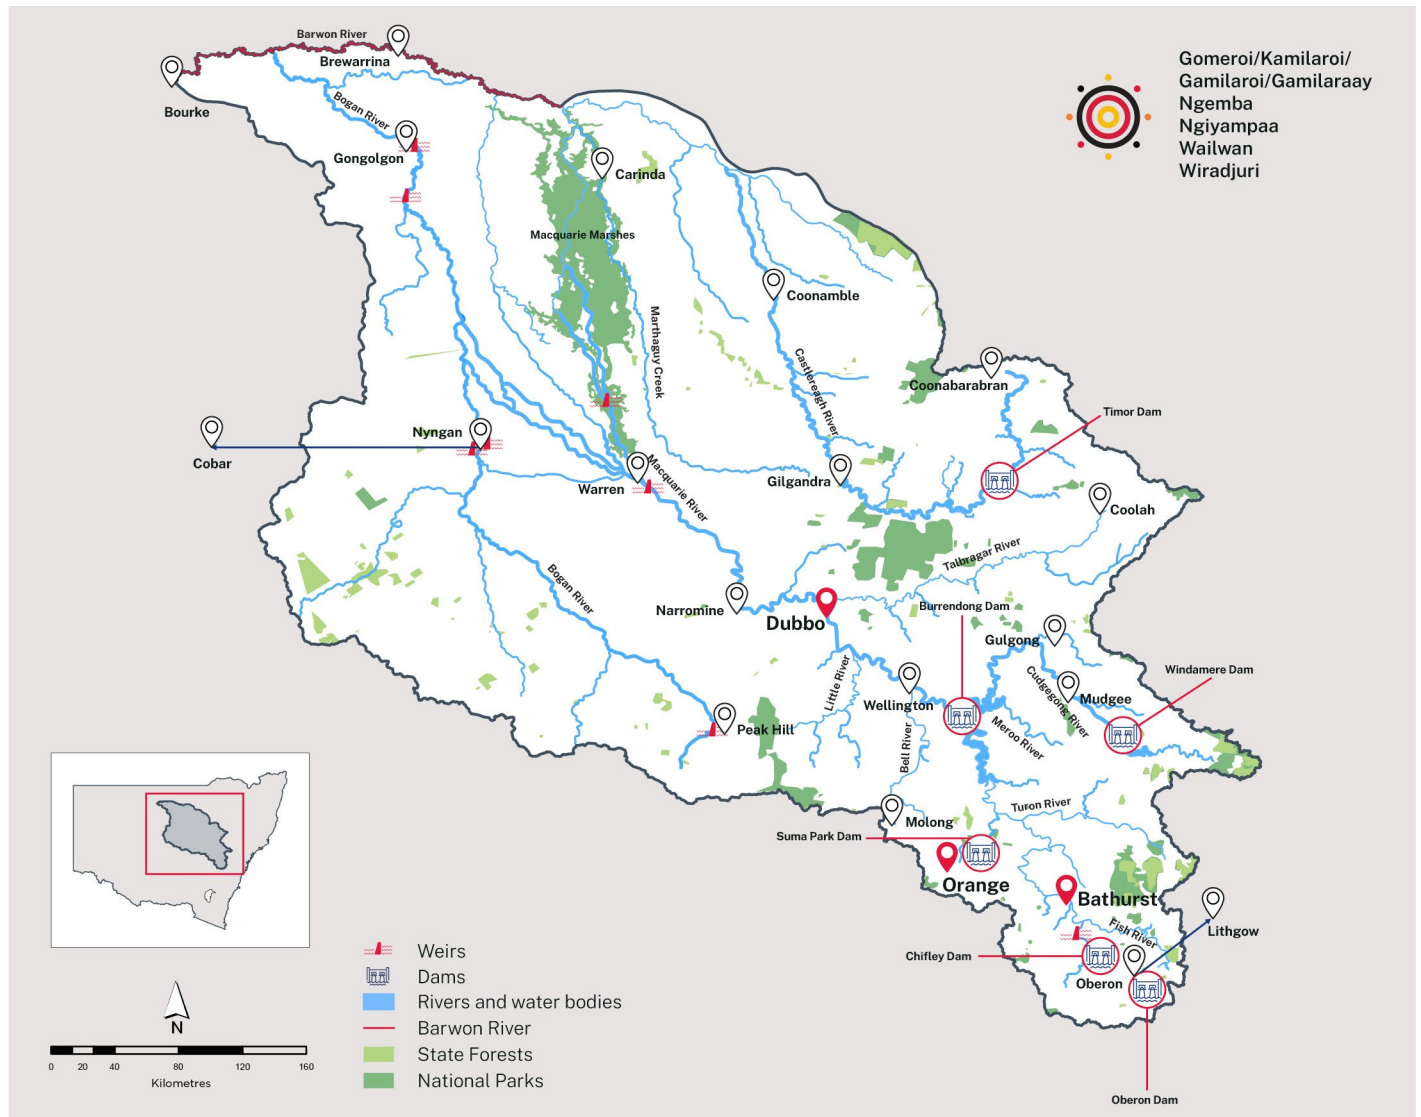 Barwon River
Brewarrina
Bourke
Bogan River
Gongolgon
Carinda
Macquarie Marshes
Gomeroi/Kamilaroi/
Gamilaroi/Gamilaraay
Ngemba
Ngiyampaa
Wailwan
Wiradjuri
Coonamble
Marthaguy Creek
Castlereagh River
Coonabarabran
Timor Dam
Nyngan
Cobar
Warren
Macquarie River
Gilgandra
Coolah
Talbragar River
Bogan River
Narromine
Dubbo
Burrendong Dam
Gulgong
Little River
Wellington
Cudgegong River
Mudgee
Windamere Dam
Peak Hill
Bell River
Meroo River
Turon River
Molong
Suma Park Dam
Orange
Bathurst
Fish River
Lithgow
Chifley Dam
Oberon
Oberon Dam
Weirs
Dams
Rivers and water bodies
Barwon River
State Forests
National Parks
N
0 20 40 80 120 160
Kilometres